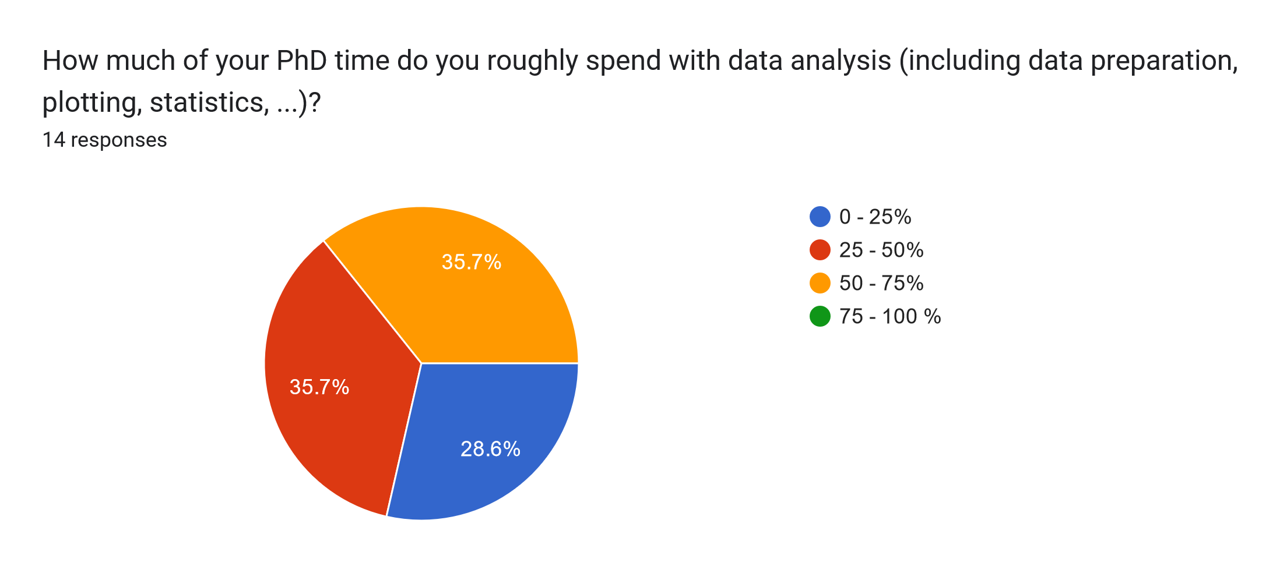 How much of your PhD time do you roughly spend with data analysis (including data preparation,
plotting, statistics, ...)?
14 responses
0 - 25%
25 - 50%
50 - 75%
75 - 100 %
35.7%
35.7%
28.6%